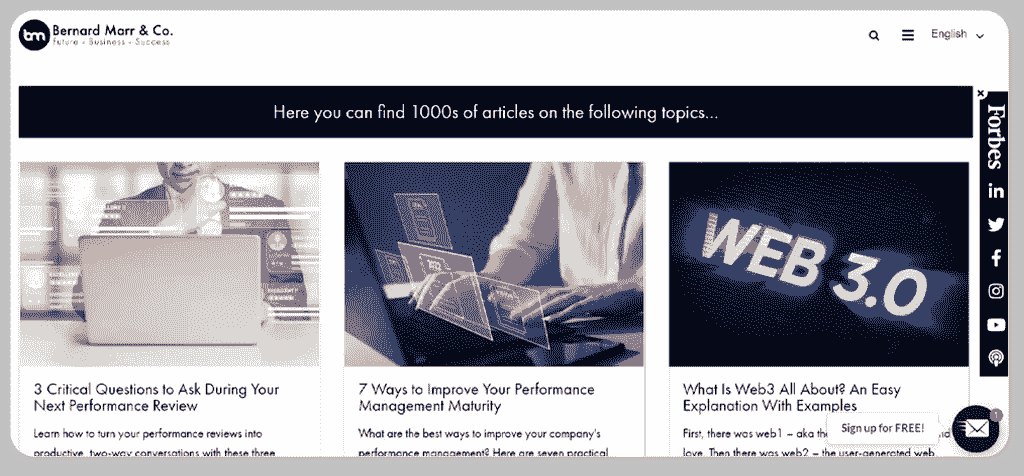 bm Bernard Marr & Co.
Future - Business - Success
English
Here you can find 1000s of articles on the following topics...
Forbes
WEB 3.0
3 Critical Questions to Ask During Your
Next Performance Review
Learn how to turn your performance reviews into
productive, two-way conversations with these three
7 Ways to Improve Your Performance
Management Maturity
What are the best ways to improve your company's
performance management? Here are seven practical
What Is Web3 All About? An Easy
Explanation With Examples
First, there was web1 – aka the
love. Then there was web2 – the user-generated web
Sign up for FREE!
1